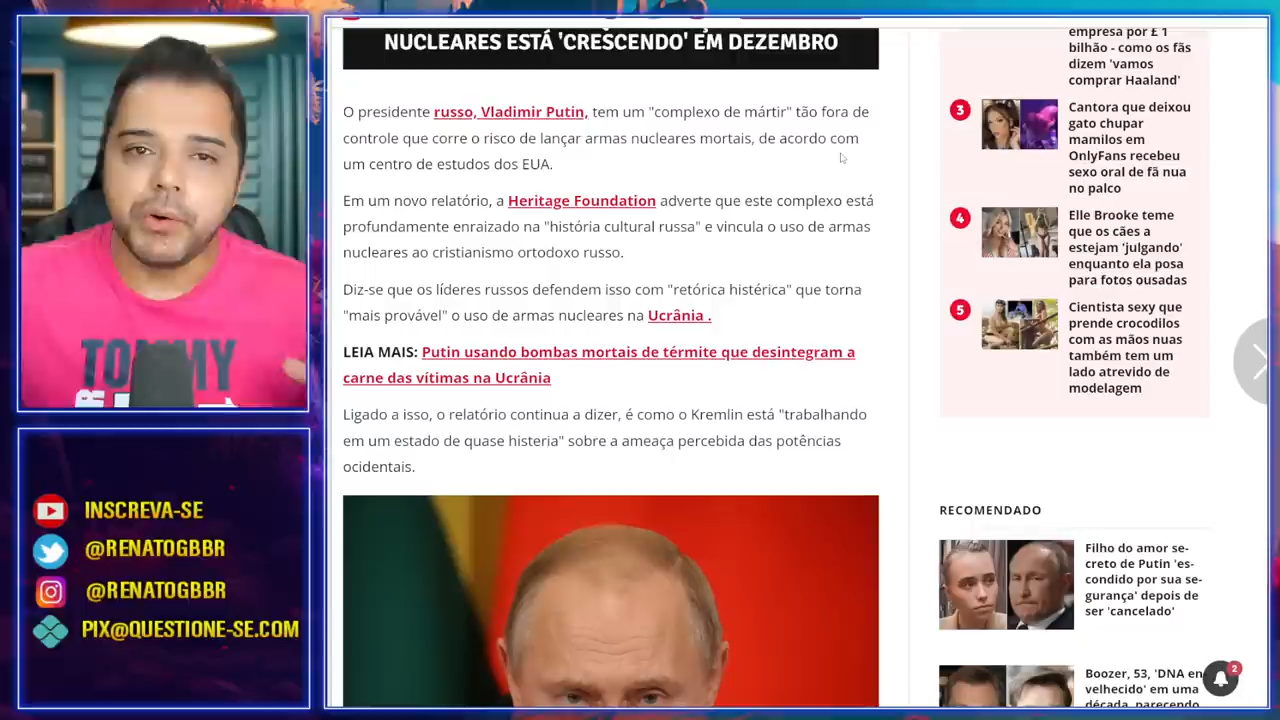 NUCLEARES ESTÁ 'CRESCENDO' EM DEZEMBRO
O presidente russo, Vladimir Putin, tem um "complexo de mártir" tão fora de
controle que corre o risco de lançar armas nucleares mortais, de acordo com
um centro de estudos dos EUA.
Em um novo relatório, a Heritage Foundation adverte que este complexo está
profundamente enraizado na "história cultural russa" e vincula o uso de armas
nucleares ao cristianismo ortodoxo russo.
Diz-se que os líderes russos defendem isso com "retórica histérica" que torna
"mais provável" o uso de armas nucleares na Ucrânia .
LEIA MAIS: Putin usando bombas mortais de térmite que desintegram a
carne das vítimas na Ucrânia
Ligado a isso, o relatório continua a dizer, é como o Kremlin está "trabalhando
em um estado de quase histeria" sobre a ameaça percebida das potências
ocidentais.
empresa por £ 1
bilhão - como os fãs
dizem 'vamos
comprar Haaland'
3
Cantora que deixou
gato chupar
mamilos em
OnlyFans recebeu
sexo oral de fã nua
no palco
4
Elle Brooke teme
que os cães a
estejam 'julgando'
enquanto ela posa
para fotos ousadas
5
Cientista sexy que
prende crocodilos
com as mãos nuas
também tem um
lado atrevido de
modelagem
RECOMENDADO
Filho do amor se-
creto de Putin 'es-
condido por sua se-
gurança' depois de
ser 'cancelado'
Boozer, 53, 'DNA en
velhecido' em uma
década, parecendo
2
TOMMY
INSCREVA-SE
@RENATOGBBR
@RENATOGBBR
PIX@QUESTIONE-SE.COM